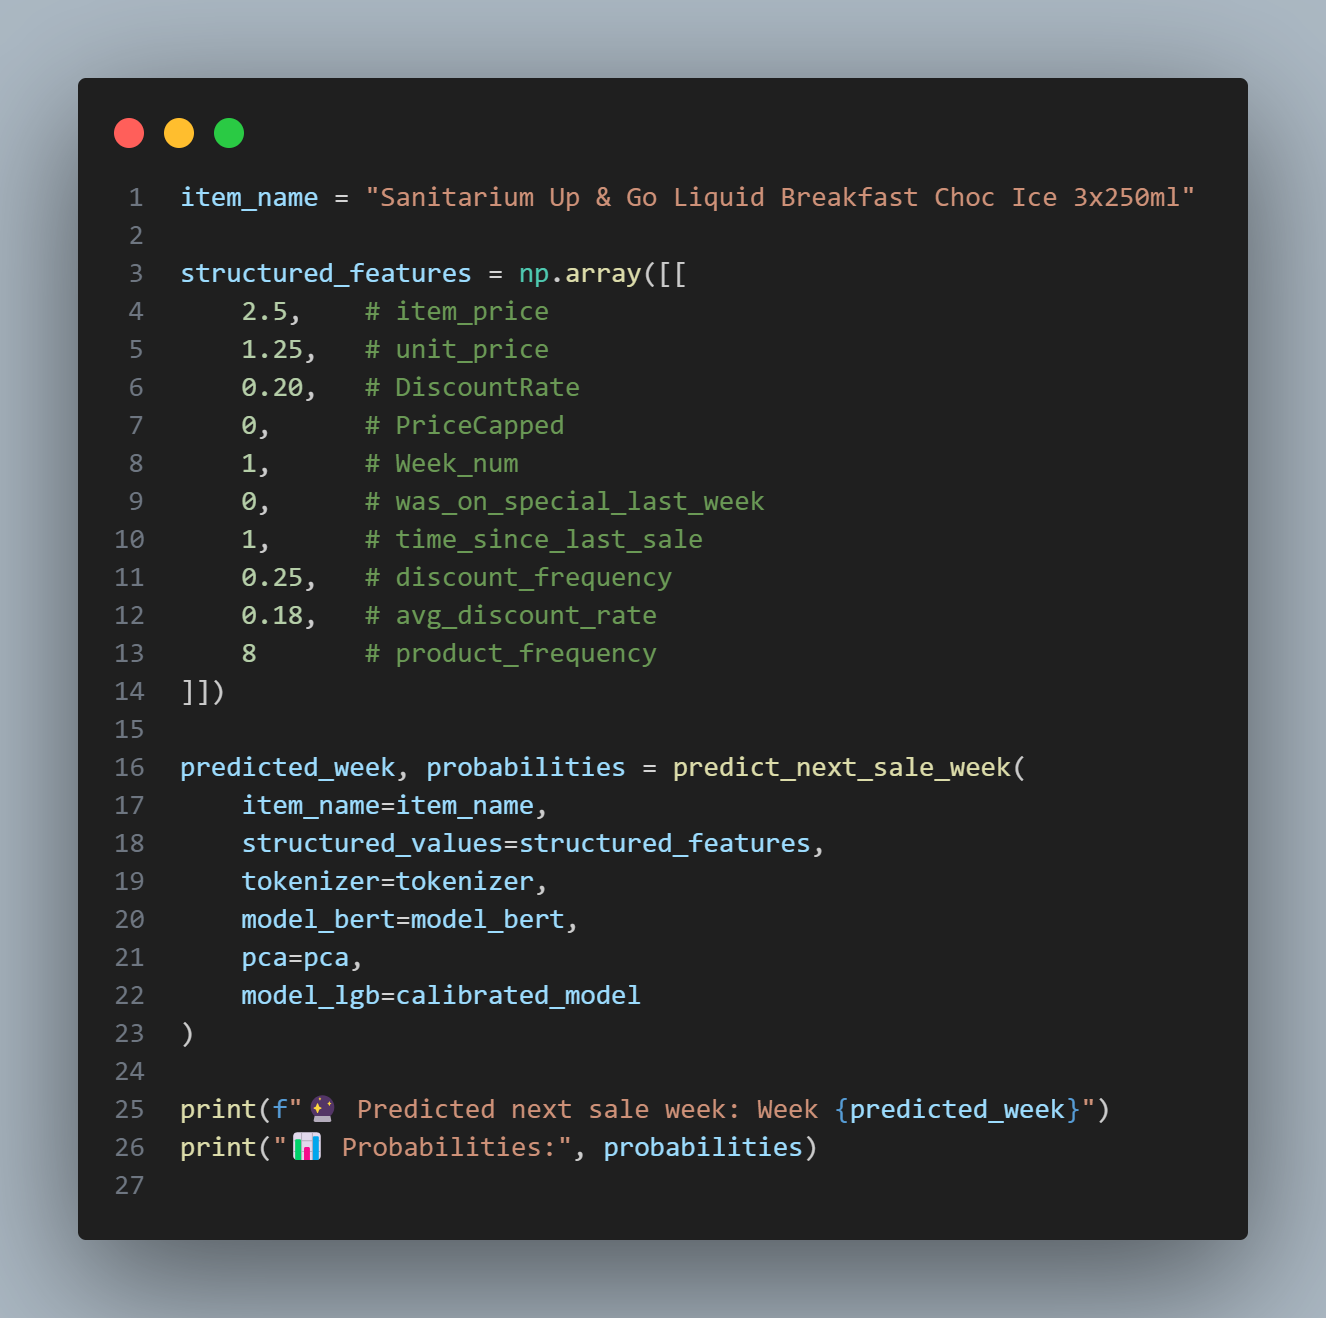 1 item_name = "Sanitarium Up & Go Liquid Breakfast Choc Ice 3x250ml"
2
3 structured_features = np.array([[
4     2.5,    # item_price
5     1.25,   # unit_price
6     0.20,   # DiscountRate
7     0,      # PriceCapped
8     1,      # Week_num
9     0,      # was_on_special_last_week
10     1,      # time_since_last_sale
11     0.25,   # discount_frequency
12     0.18,   # avg_discount_rate
13     8       # product_frequency
14 ]])
15
16 predicted_week, probabilities = predict_next_sale_week(
17     item_name=item_name,
18     structured_values=structured_features,
19     tokenizer=tokenizer,
20     model_bert=model_bert,
21     pca=pca,
22     model_lgb=calibrated_model
23 )
24
25 print(f"🔮 Predicted next sale week: Week {predicted_week}")
26 print("📊 Probabilities:", probabilities)
27